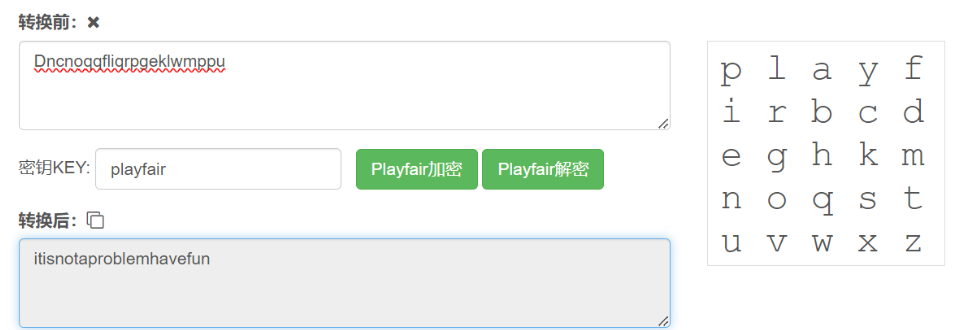 转换前: ✖
Dncnoqqfliqrpgeklwmppu
密钥KEY: playfair Playfair加密 Playfair解密
转换后:
itisnotaproblemhavefun
p l a y f
i r b c d
e g h k m
n o q s t
u v w x z